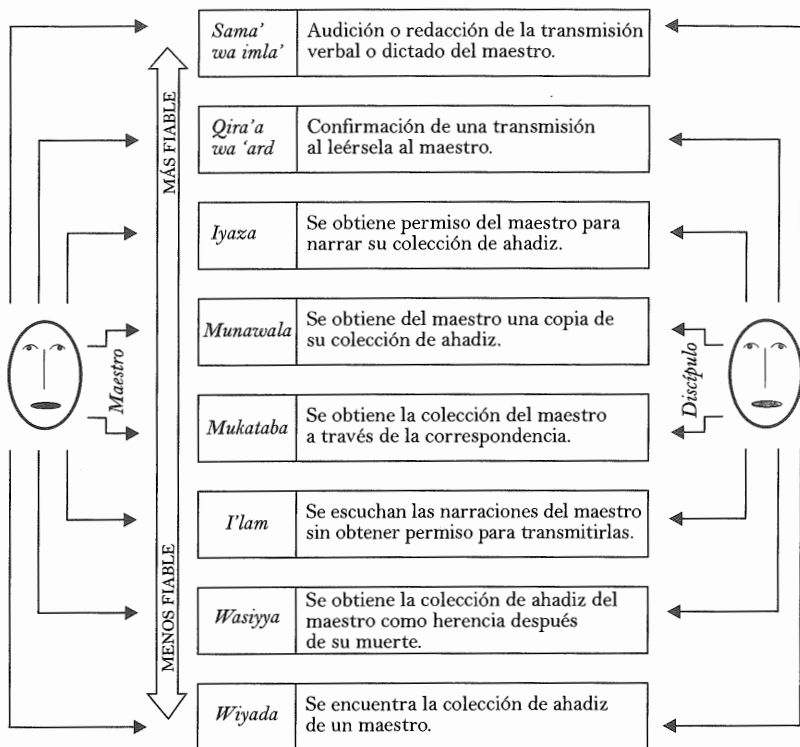 Sama’
wa imla’
Audición o redacción de la transmisión
verbal o dictado del maestro.
Qira’a
wa ‘ard
Confirmación de una transmisión
al leérsela al maestro.
Iyaza
Se obtiene permiso del maestro para
narrar su colección de ahadiz.
Munawala
Se obtiene del maestro una copia de
su colección de ahadiz.
Mukataba
Se obtiene la colección del maestro
a través de la correspondencia.
I’lam
Se escuchan las narraciones del maestro
sin obtener permiso para transmitirlas.
Wasiyya
Se obtiene la colección de ahadiz del
maestro como herencia después
de su muerte.
Wiyada
Se encuentra la colección de ahadiz
de un maestro.
MÁS FIABLE
MENOS FIABLE
Maestro
Discípulo